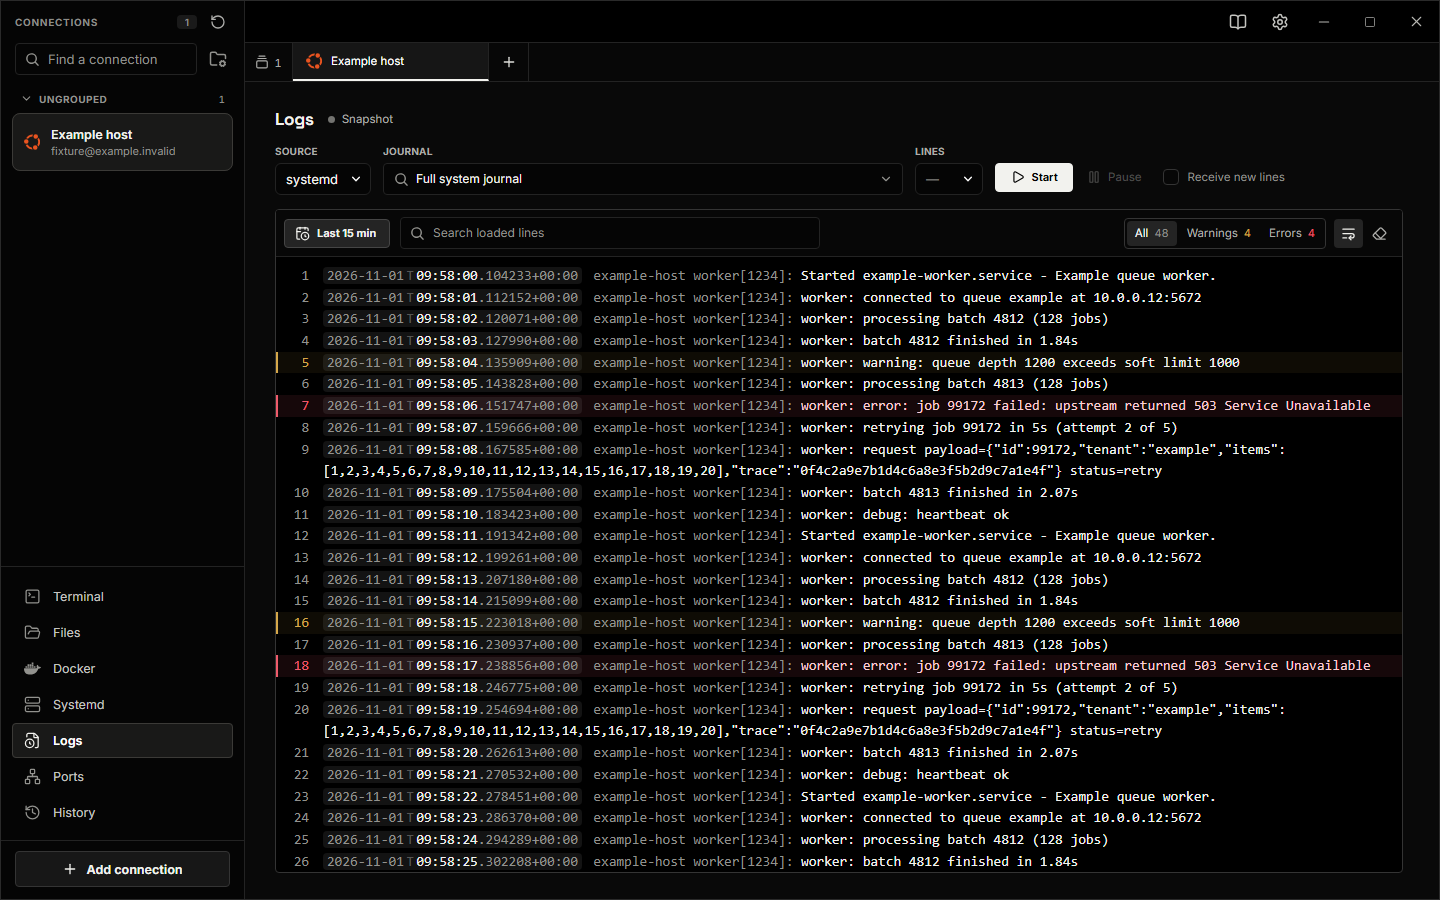 CONNECTIONS 1
Find a connection
UNGROUPED 1
Example host
fixture@example.invalid
Terminal
Files
Docker
Systemd
Logs
Ports
History
Add connection
1 Example host
Logs Snapshot
SOURCE JOURNAL LINES
systemd Full system journal — Start Pause Receive new lines
Last 15 min Search loaded lines All 48 Warnings 4 Errors 4
1 2026-11-01T09:58:00.104233+00:00 example-host worker[1234]: Started example-worker.service - Example queue worker.
2 2026-11-01T09:58:01.112152+00:00 example-host worker[1234]: worker: connected to queue example at 10.0.0.12:5672
3 2026-11-01T09:58:02.120071+00:00 example-host worker[1234]: worker: processing batch 4812 (128 jobs)
4 2026-11-01T09:58:03.127990+00:00 example-host worker[1234]: worker: batch 4812 finished in 1.84s
5 2026-11-01T09:58:04.135909+00:00 example-host worker[1234]: worker: warning: queue depth 1200 exceeds soft limit 1000
6 2026-11-01T09:58:05.143828+00:00 example-host worker[1234]: worker: processing batch 4813 (128 jobs)
7 2026-11-01T09:58:06.151747+00:00 example-host worker[1234]: worker: error: job 99172 failed: upstream returned 503 Service Unavailable
8 2026-11-01T09:58:07.159666+00:00 example-host worker[1234]: worker: retrying job 99172 in 5s (attempt 2 of 5)
9 2026-11-01T09:58:08.167585+00:00 example-host worker[1234]: worker: request payload={"id":99172,"tenant":"example","items":
[1,2,3,4,5,6,7,8,9,10,11,12,13,14,15,16,17,18,19,20],"trace":"0f4c2a9e7b1d4c6a8e3f5b2d9c7a1e4f"} status=retry
10 2026-11-01T09:58:09.175504+00:00 example-host worker[1234]: worker: batch 4813 finished in 2.07s
11 2026-11-01T09:58:10.183423+00:00 example-host worker[1234]: worker: debug: heartbeat ok
12 2026-11-01T09:58:11.191342+00:00 example-host worker[1234]: Started example-worker.service - Example queue worker.
13 2026-11-01T09:58:12.199261+00:00 example-host worker[1234]: worker: connected to queue example at 10.0.0.12:5672
14 2026-11-01T09:58:13.207180+00:00 example-host worker[1234]: worker: processing batch 4812 (128 jobs)
15 2026-11-01T09:58:14.215099+00:00 example-host worker[1234]: worker: batch 4812 finished in 1.84s
16 2026-11-01T09:58:15.223018+00:00 example-host worker[1234]: worker: warning: queue depth 1200 exceeds soft limit 1000
17 2026-11-01T09:58:16.230937+00:00 example-host worker[1234]: worker: processing batch 4813 (128 jobs)
18 2026-11-01T09:58:17.238856+00:00 example-host worker[1234]: worker: error: job 99172 failed: upstream returned 503 Service Unavailable
19 2026-11-01T09:58:18.246775+00:00 example-host worker[1234]: worker: retrying job 99172 in 5s (attempt 2 of 5)
20 2026-11-01T09:58:19.254694+00:00 example-host worker[1234]: worker: request payload={"id":99172,"tenant":"example","items":
[1,2,3,4,5,6,7,8,9,10,11,12,13,14,15,16,17,18,19,20],"trace":"0f4c2a9e7b1d4c6a8e3f5b2d9c7a1e4f"} status=retry
21 2026-11-01T09:58:20.262613+00:00 example-host worker[1234]: worker: batch 4813 finished in 2.07s
22 2026-11-01T09:58:21.270532+00:00 example-host worker[1234]: worker: debug: heartbeat ok
23 2026-11-01T09:58:22.278451+00:00 example-host worker[1234]: Started example-worker.service - Example queue worker.
24 2026-11-01T09:58:23.286370+00:00 example-host worker[1234]: worker: connected to queue example at 10.0.0.12:5672
25 2026-11-01T09:58:24.294289+00:00 example-host worker[1234]: worker: processing batch 4812 (128 jobs)
26 2026-11-01T09:58:25.302208+00:00 example-host worker[1234]: worker: batch 4812 finished in 1.84s